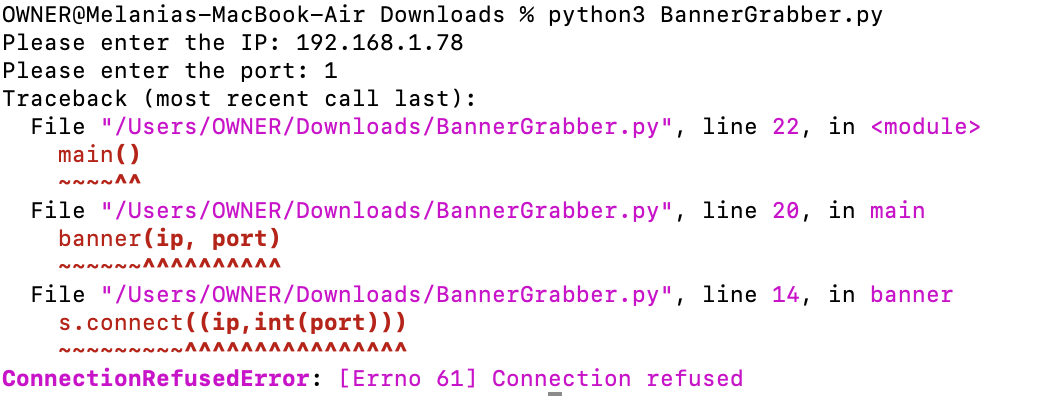 OWNER@Melanias-MacBook-Air Downloads % python3 BannerGrabber.py
Please enter the IP: 192.168.1.78
Please enter the port: 1
Traceback (most recent call last):
  File "/Users/OWNER/Downloads/BannerGrabber.py", line 22, in <module>
    main()
    ~~~~^^
  File "/Users/OWNER/Downloads/BannerGrabber.py", line 20, in main
    banner(ip, port)
    ~~~~~~^^^^^^^^^^
  File "/Users/OWNER/Downloads/BannerGrabber.py", line 14, in banner
    s.connect((ip,int(port)))
    ~~~~~~~~~^^^^^^^^^^^^^^^^
ConnectionRefusedError: [Errno 61] Connection refused